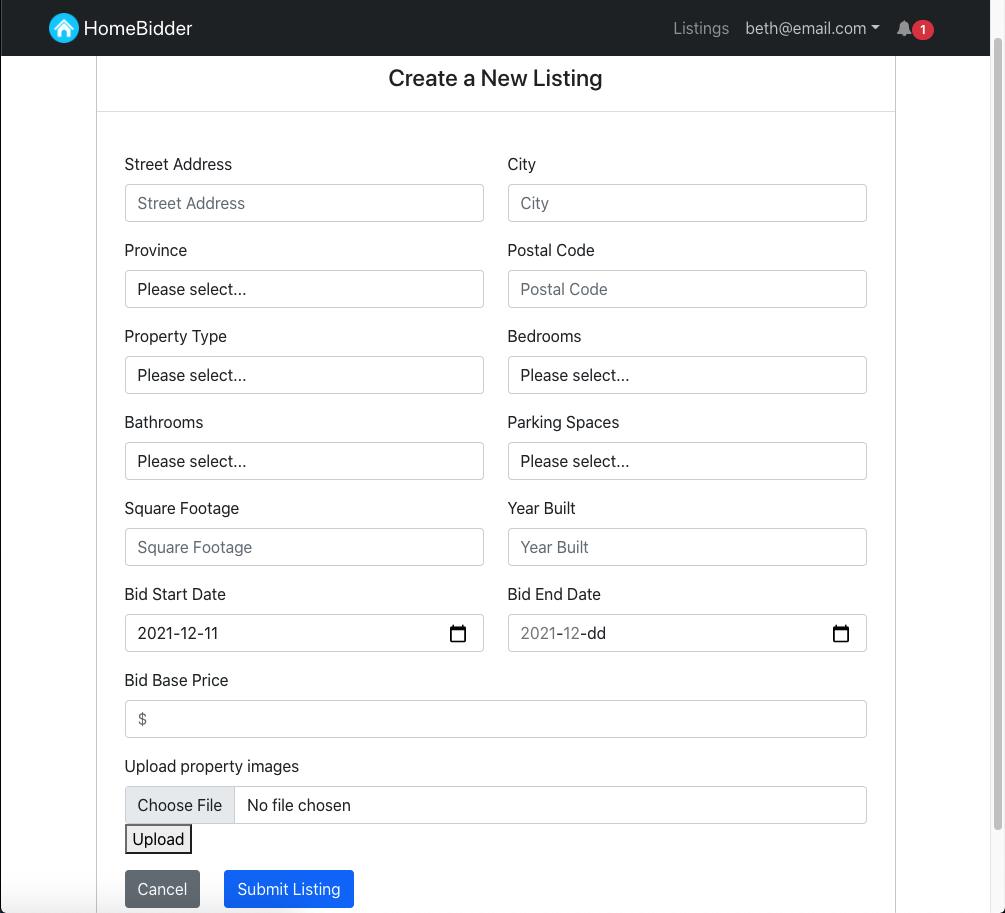 HomeBidder Listings beth@email.com 1
Create a New Listing
Street Address City
Street Address City
Province Postal Code
Please select... Postal Code
Property Type Bedrooms
Please select... Please select...
Bathrooms Parking Spaces
Please select... Please select...
Square Footage Year Built
Square Footage Year Built
Bid Start Date Bid End Date
2021-12-11 2021-12-dd
Bid Base Price
$
Upload property images
Choose File No file chosen
Upload
Cancel Submit Listing